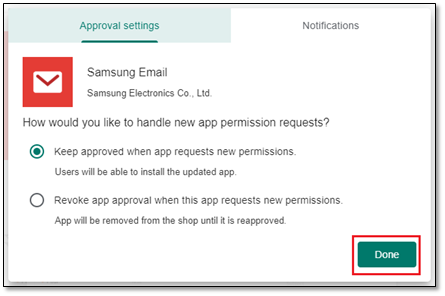 Approval settings
Notifications
Samsung Email
Samsung Electronics Co., Ltd.
How would you like to handle new app permission requests?
Keep approved when app requests new permissions.
Users will be able to install the updated app.
Revoke app approval when this app requests new permissions.
App will be removed from the shop until it is reapproved.
Done